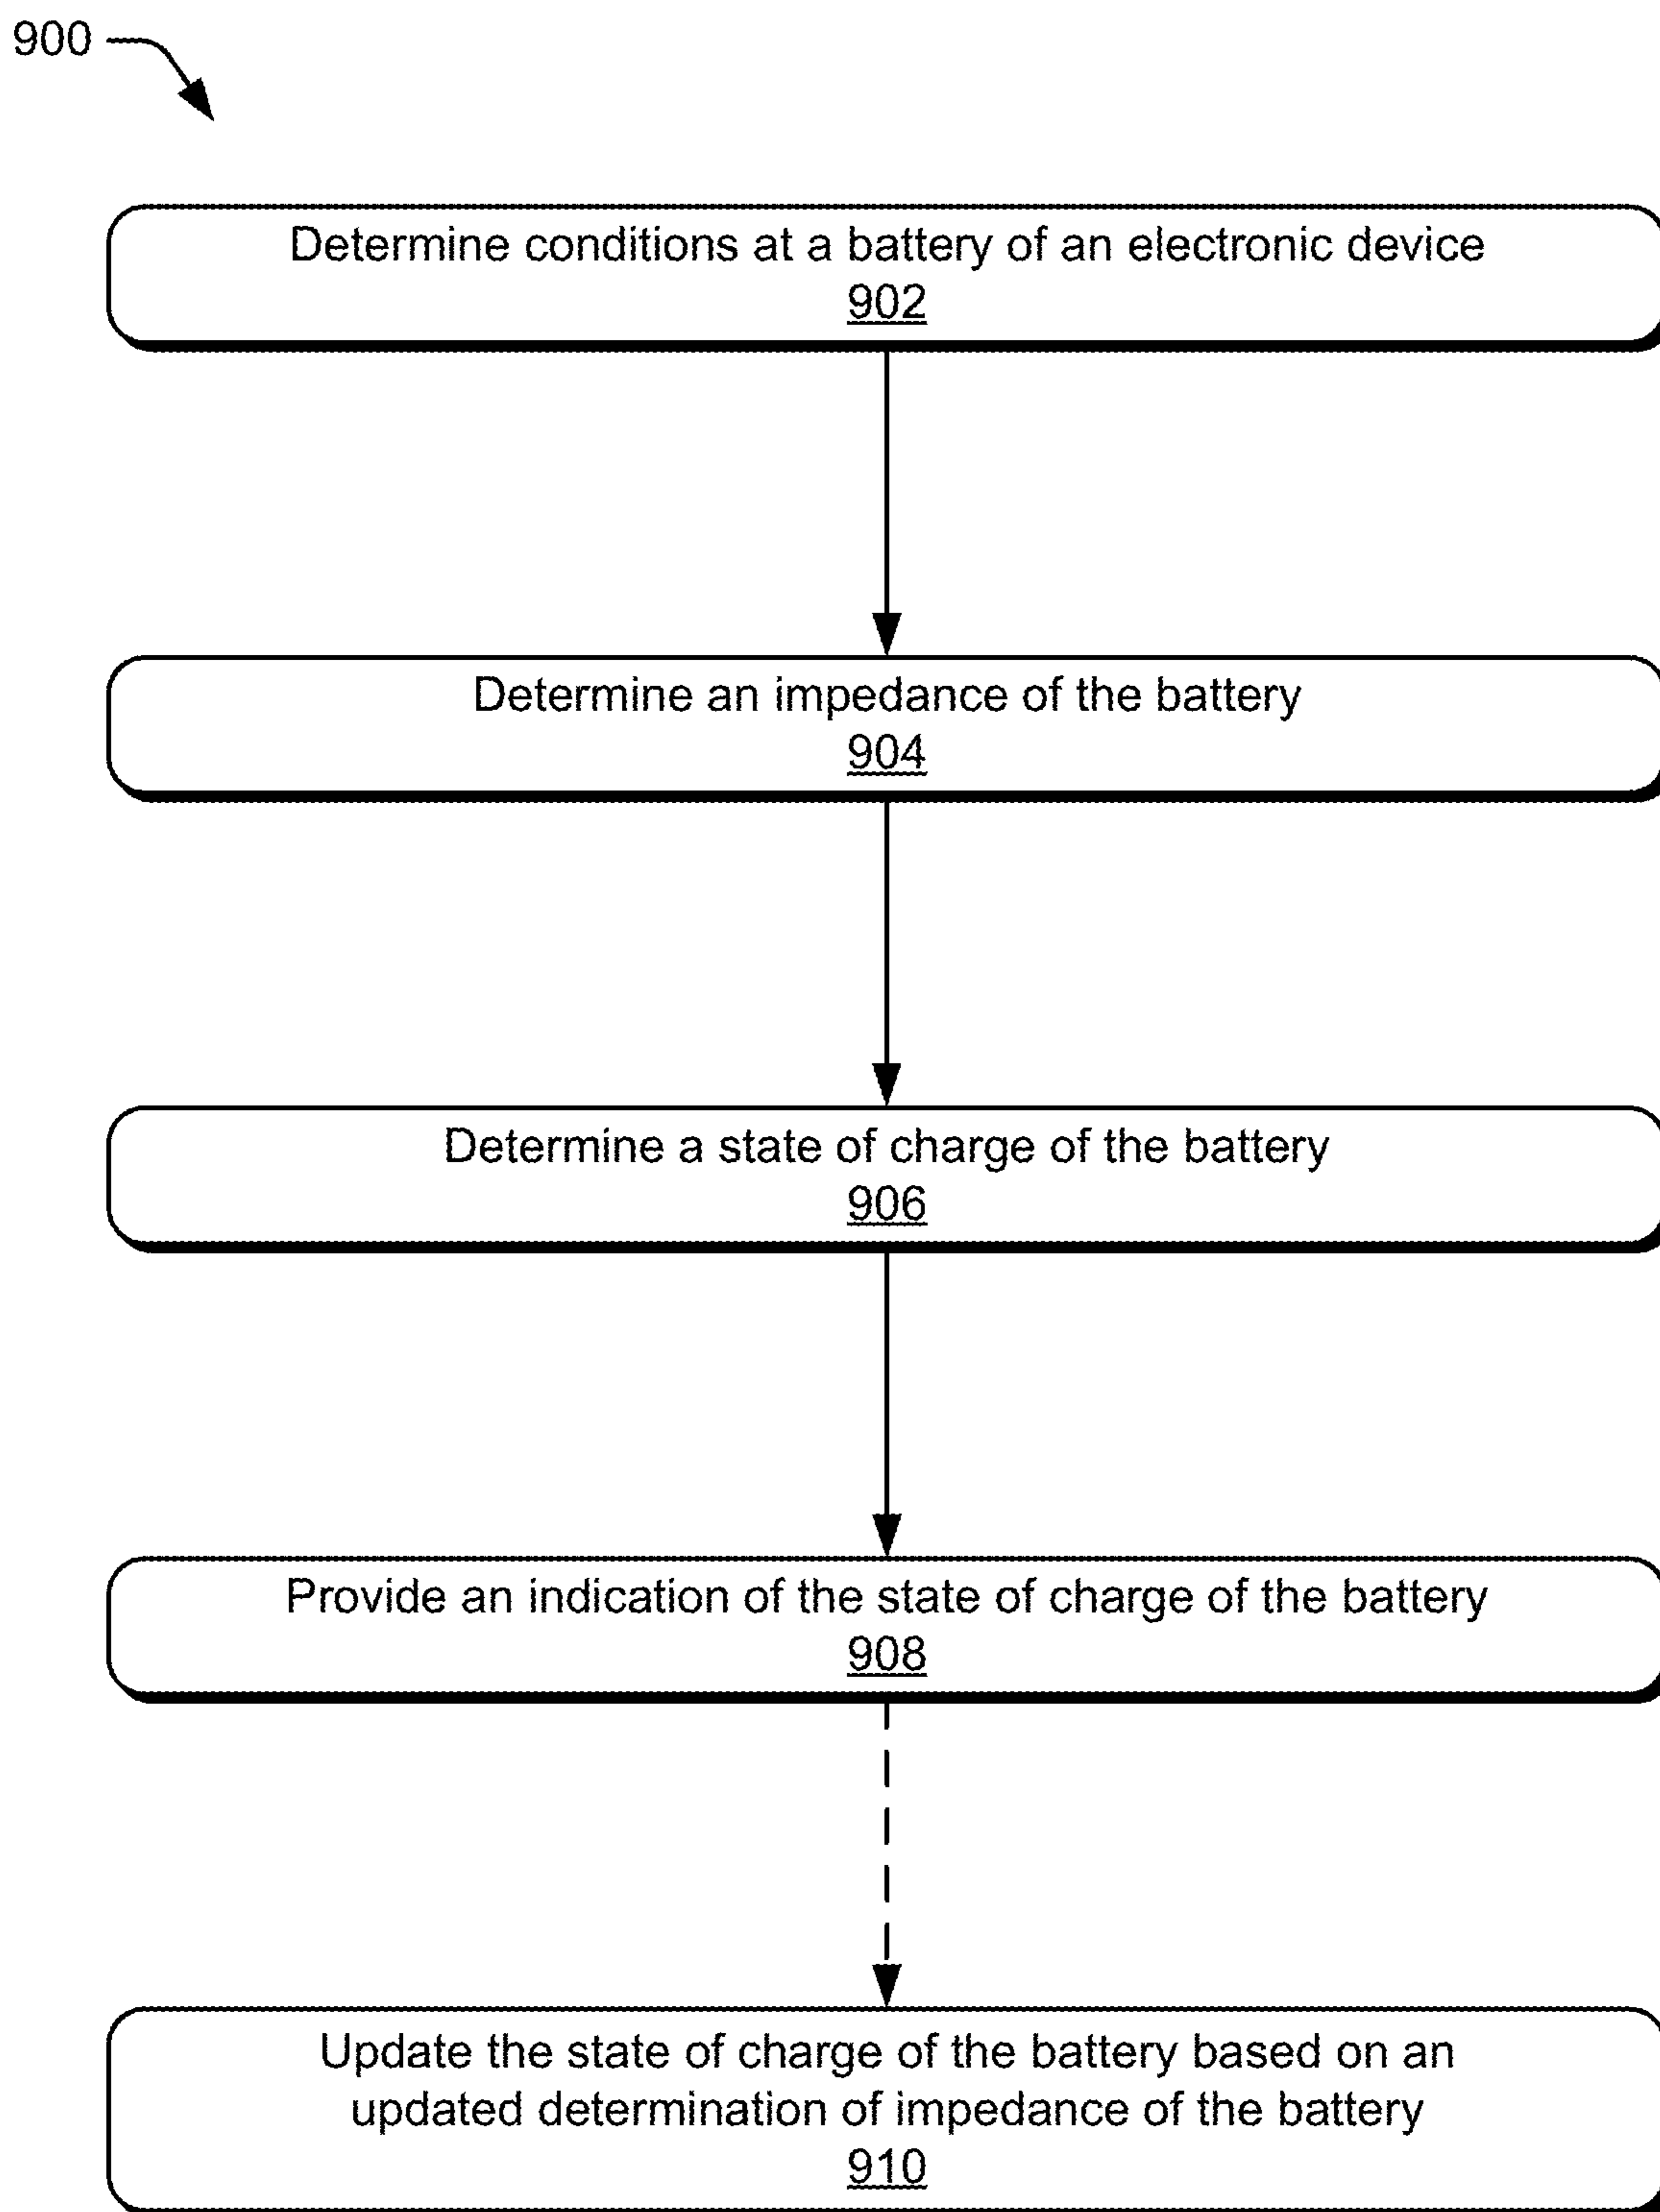 900
Determine conditions at a battery of an electronic device
902
Determine an impedance of the battery
904
Determine a state of charge of the battery
906
Provide an indication of the state of charge of the battery
908
Update the state of charge of the battery based on an
updated determination of impedance of the battery
910